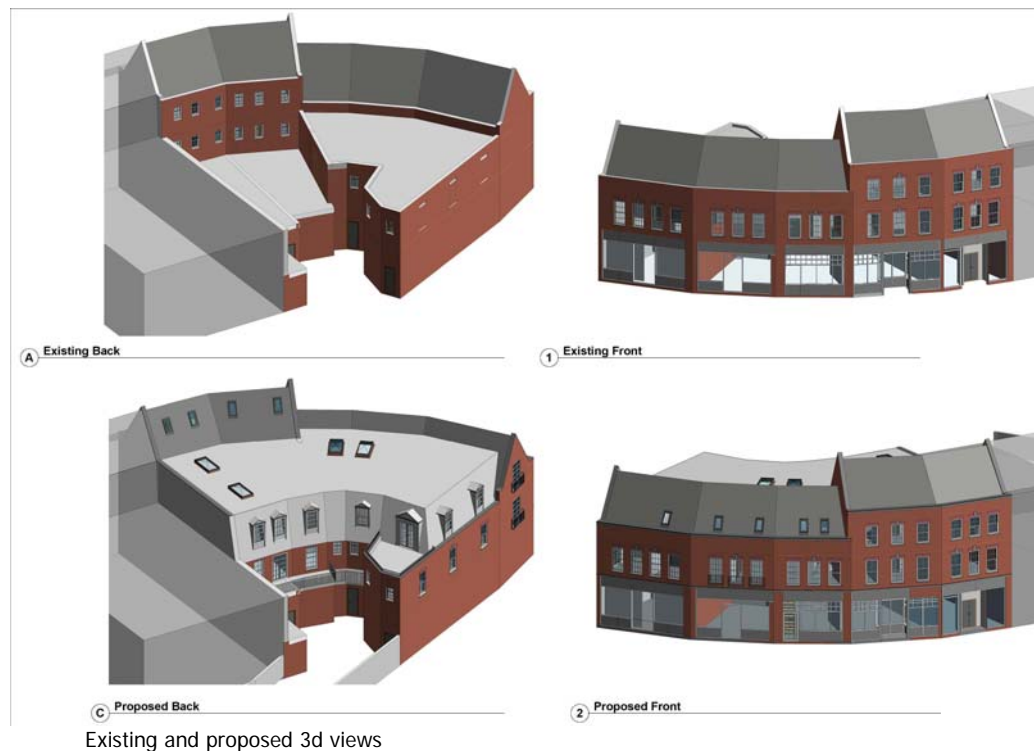 A Existing Back
1 Existing Front
C Proposed Back
2 Proposed Front
Existing and proposed 3d views